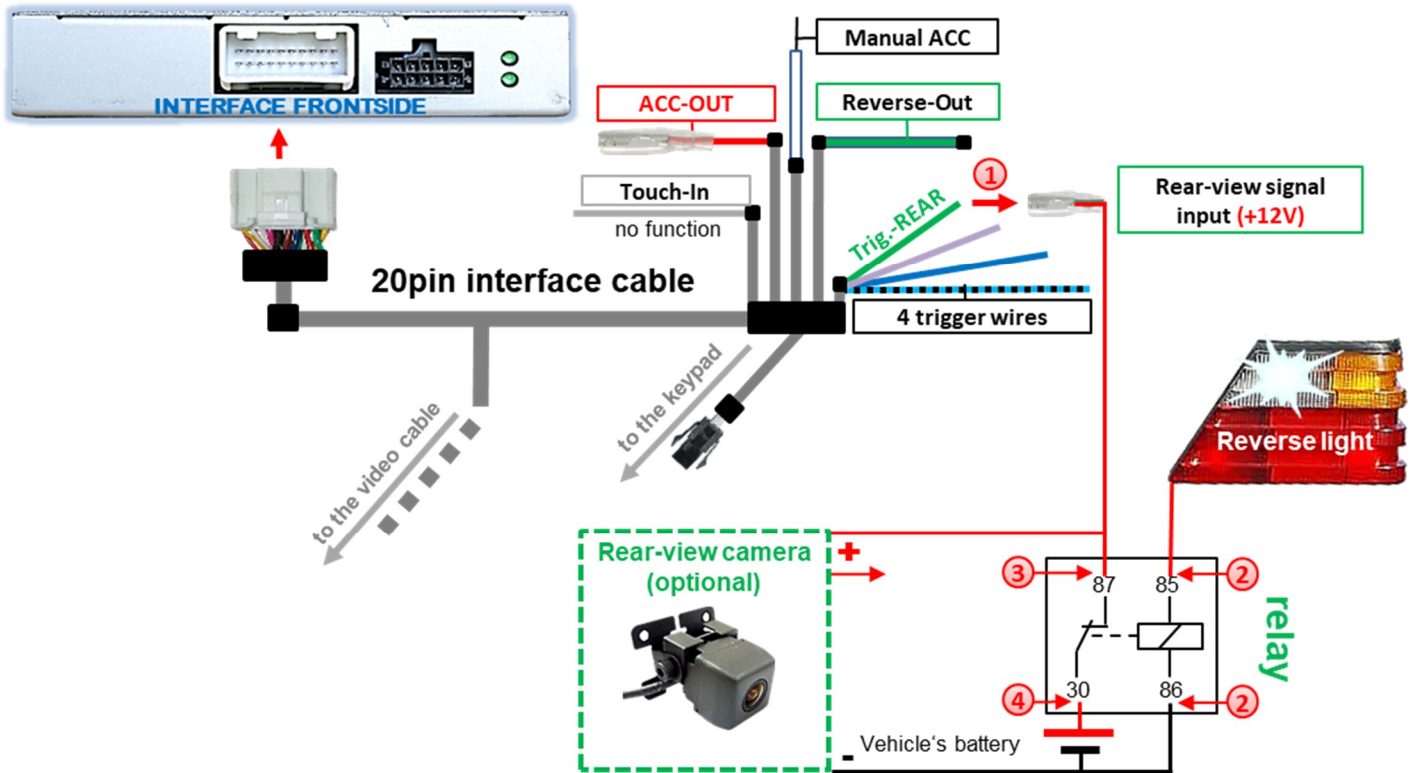 INTERFACE FRONTSIDE
Manual ACC
ACC-OUT
Reverse-Out
Touch-In
no function
1
Rear-view signal
input (+12V)
Trig.-REAR
20pin interface cable
4 trigger wires
to the video cable
to the keypad
Reverse light
Rear-view camera
(optional)
+
3
87
85
2
relay
4
30
86
2
-
Vehicle‘s battery